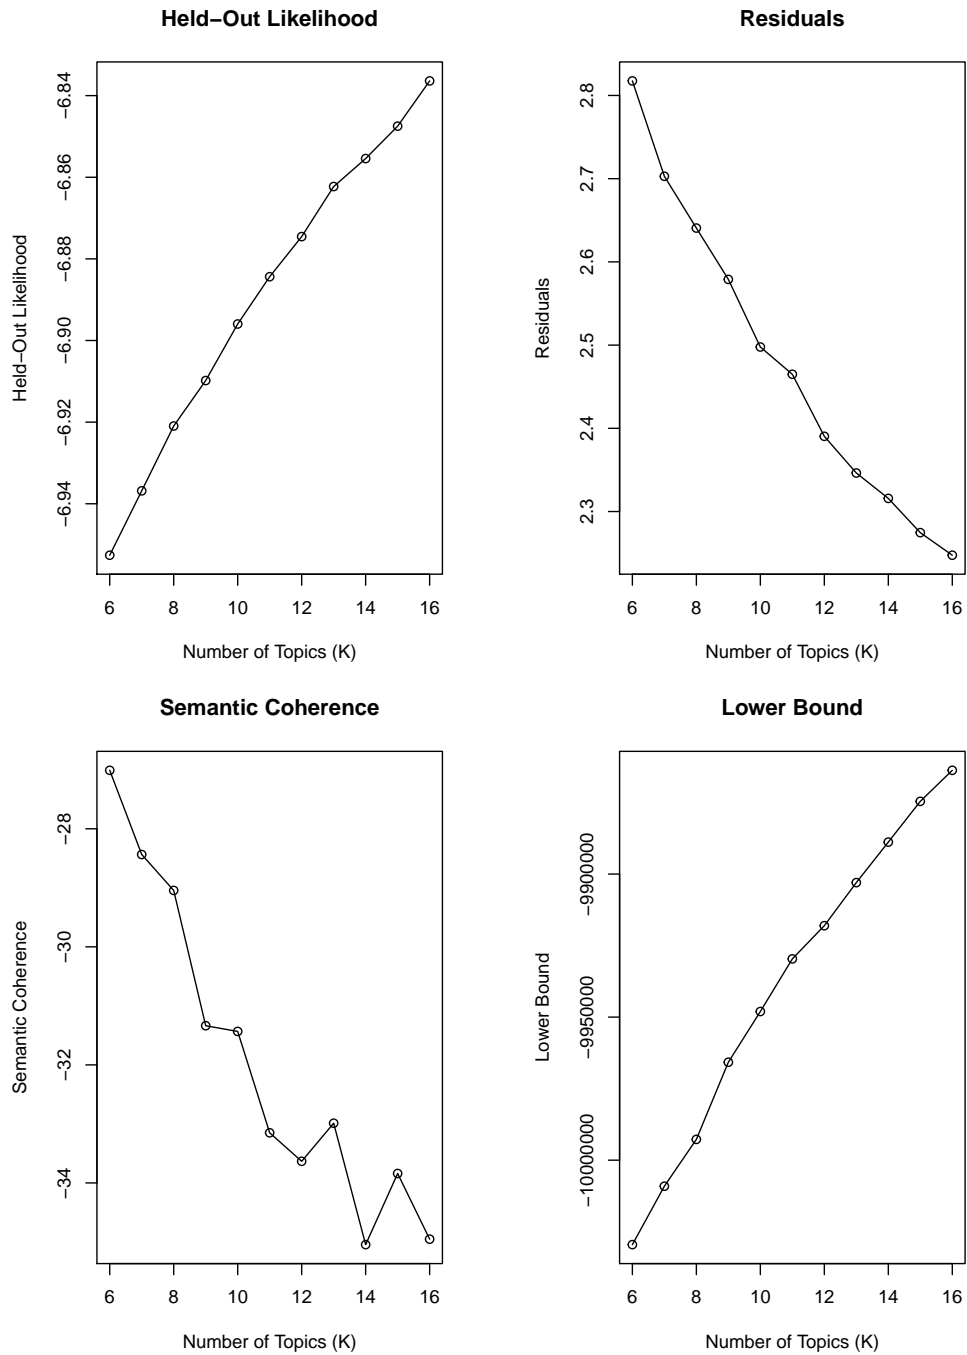 Held−Out Likelihood
Held−Out Likelihood
−6.84
−6.86
−6.88
−6.90
−6.92
−6.94
6 8 10 12 14 16
Number of Topics (K)
Residuals
Residuals
2.8
2.7
2.6
2.5
2.4
2.3
6 8 10 12 14 16
Number of Topics (K)
Semantic Coherence
Semantic Coherence
−28
−30
−32
−34
6 8 10 12 14 16
Number of Topics (K)
Lower Bound
Lower Bound
−9900000
−9950000
−10000000
6 8 10 12 14 16
Number of Topics (K)